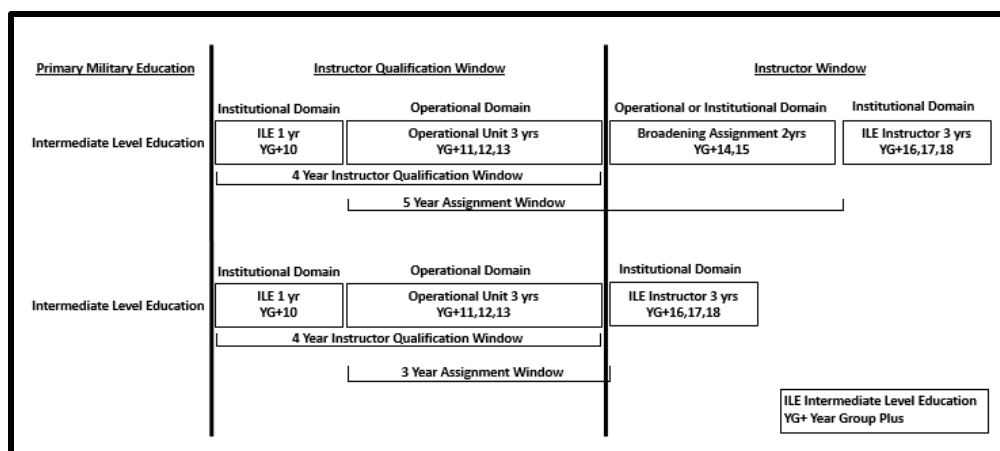 Primary Military Education
Instructor Qualification Window
Instructor Window
Institutional Domain
Operational Domain
Operational or Institutional Domain
Institutional Domain
Intermediate Level Education
ILE 1 yr
YG+10
Operational Unit 3 yrs
YG+11,12,13
Broadening Assignment 2yrs
YG+14,15
ILE Instructor 3 yrs
YG+16,17,18
4 Year Instructor Qualification Window
5 Year Assignment Window
Institutional Domain
Operational Domain
Institutional Domain
Intermediate Level Education
ILE 1 yr
YG+10
Operational Unit 3 yrs
YG+11,12,13
ILE Instructor 3 yrs
YG+16,17,18
4 Year Instructor Qualification Window
3 Year Assignment Window
ILE Intermediate Level Education
YG+ Year Group Plus